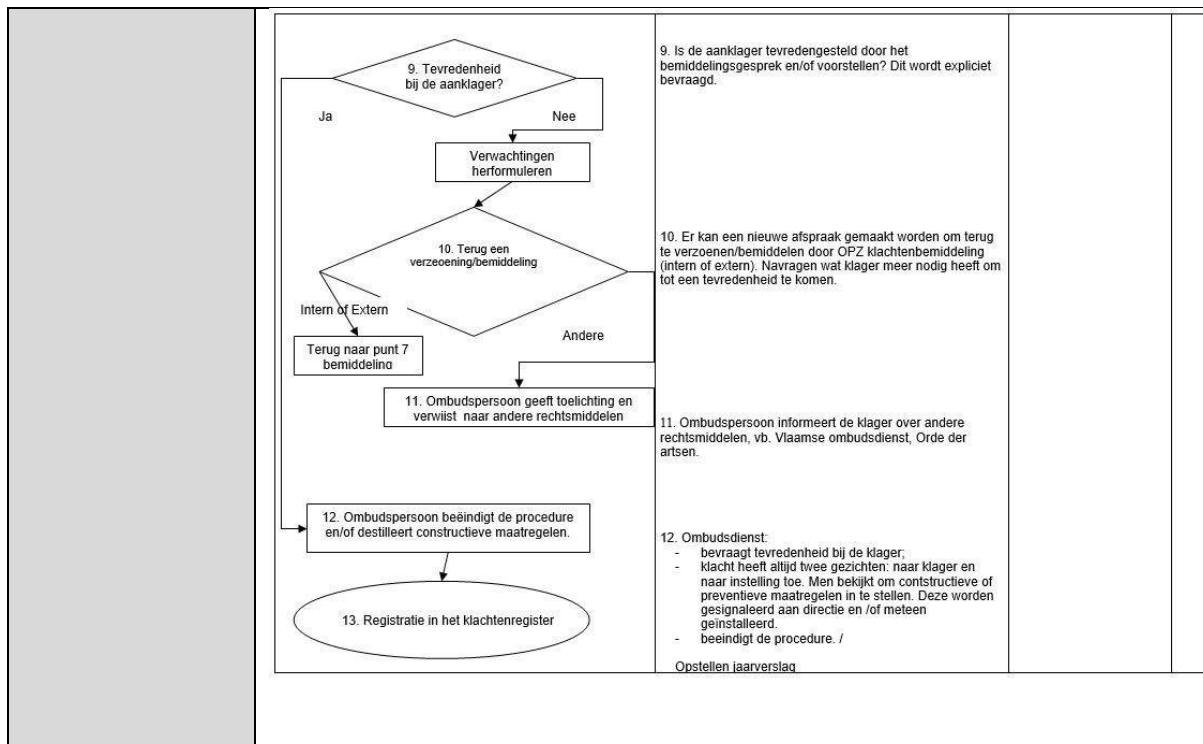 9. Tevredenheid
bij de aanklager?
Ja
Nee
Verwachtingen
herformuleren
10. Terug een
verzeoening/bemiddeling
Intern of Extern
Andere
Terug naar punt 7
bemiddeling
11. Ombudspersoon geeft toelichting en
verwijst naar andere rechtsmiddelen
12. Ombudspersoon beëindigt de procedure
en/of destilleert constructieve maatregelen.
13. Registratie in het klachtenregister
9. Is de aanklager tevredengesteld door het
bemiddelingsgesprek en/of voorstellen? Dit wordt expliciet
bevraagd.
10. Er kan een nieuwe afspraak gemaakt worden om terug
te verzoenen/bemiddelen door OPZ klachtenbemiddeling
(intern of extern). Navragen wat klager meer nodig heeft om
tot een tevredenheid te komen.
11. Ombudspersoon informeert de klager over andere
rechtsmiddelen, vb. Vlaamse ombudsdienst, Orde der
artsen.
12. Ombudsdienst:
- bevraagt tevredenheid bij de klager;
- klacht heeft altijd twee gezichten: naar klager en
naar instelling toe. Men bekijkt om contstructieve of
preventieve maatregelen in te stellen. Deze worden
gesignaleerd aan directie en /of meteen
geïnstalleerd.
- beeindigt de procedure. /
Opstellen jaarverslag